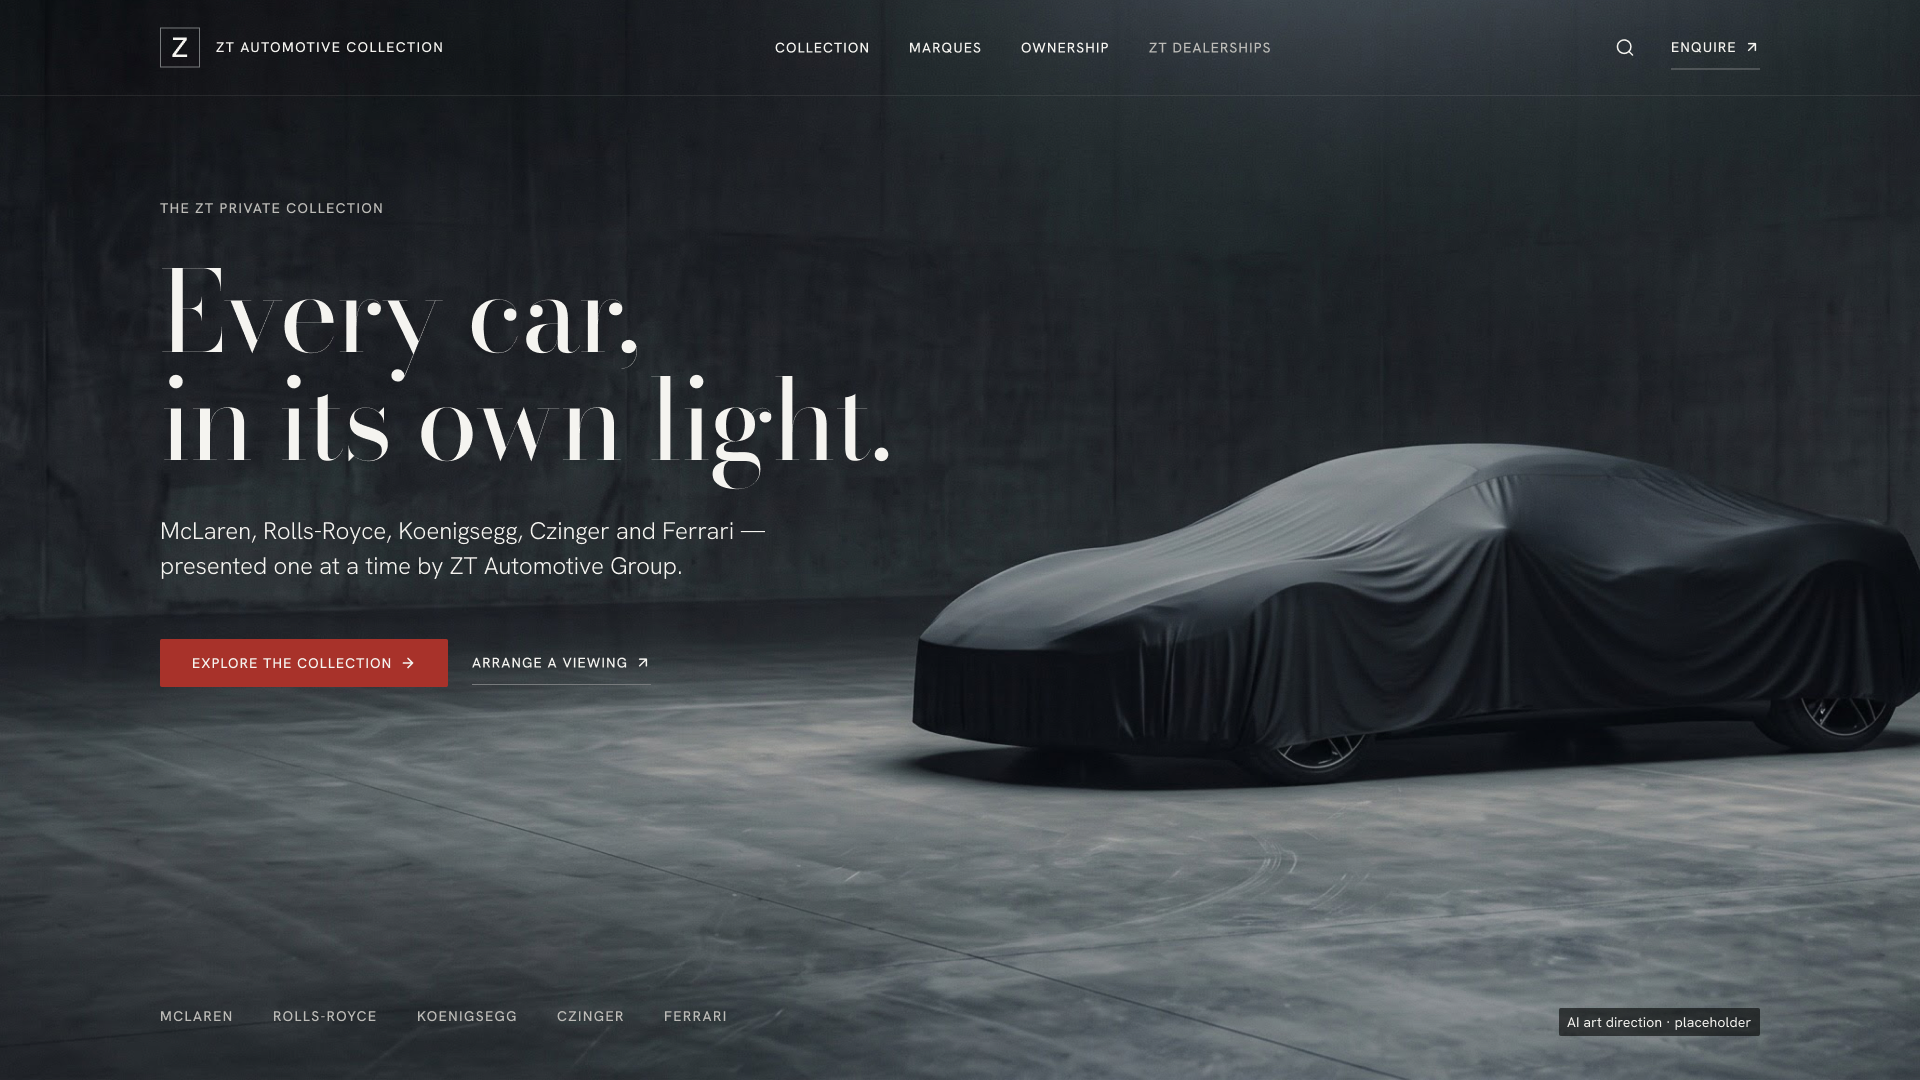 Z
ZT AUTOMOTIVE COLLECTION
COLLECTION
MARQUES
OWNERSHIP
ZT DEALERSHIPS
ENQUIRE
THE ZT PRIVATE COLLECTION
Every car,
in its own light.
McLaren, Rolls-Royce, Koenigsegg, Czinger and Ferrari —
presented one at a time by ZT Automotive Group.
EXPLORE THE COLLECTION
ARRANGE A VIEWING
MCLAREN
ROLLS-ROYCE
KOENIGSEGG
CZINGER
FERRARI
AI art direction · placeholder